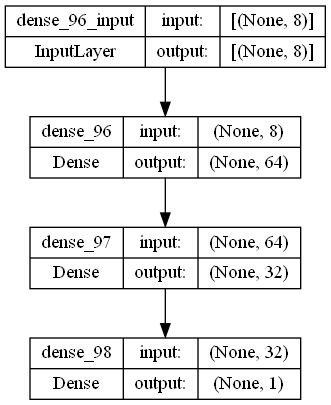 dense_96_input input: [(None, 8)]
InputLayer output: [(None, 8)]
dense_96 input: (None, 8)
Dense output: (None, 64)
dense_97 input: (None, 64)
Dense output: (None, 32)
dense_98 input: (None, 32)
Dense output: (None, 1)